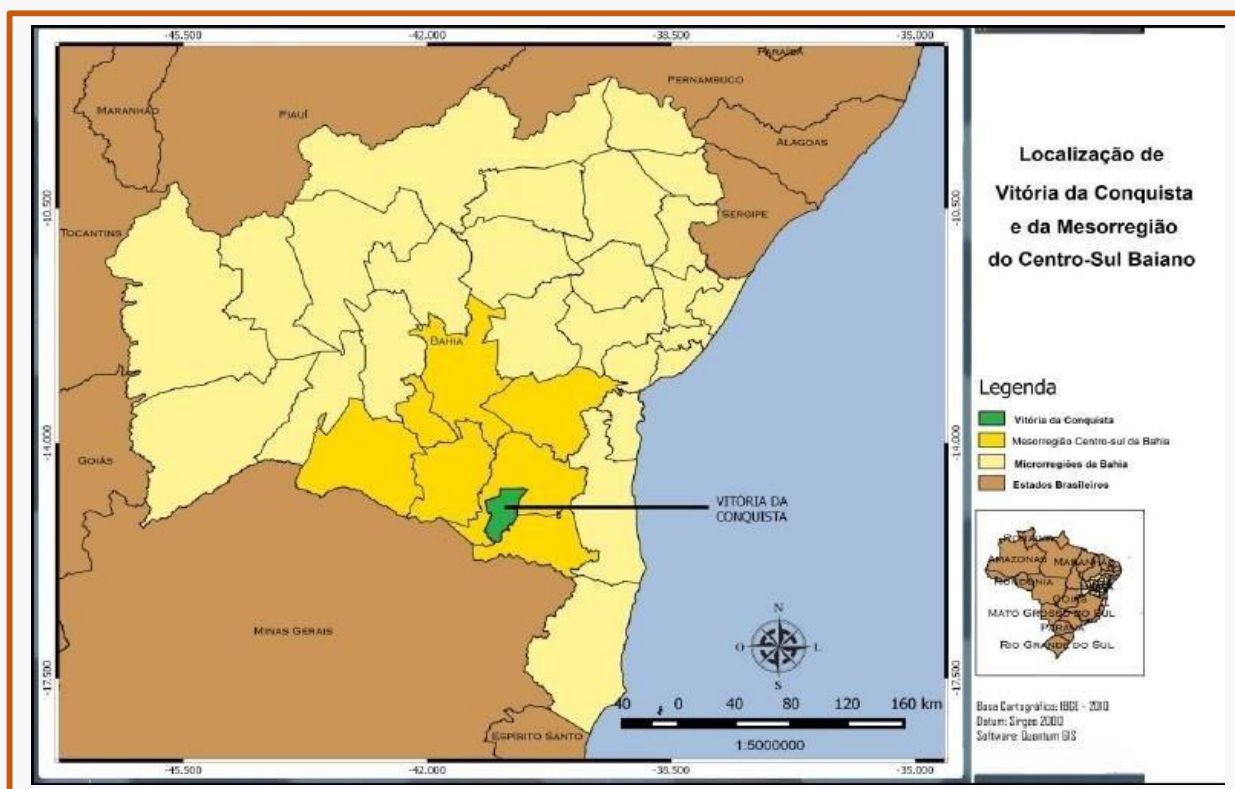 -45.500
-42.000
-38.500
-35.000
PARAÍBA
PERNAMBUCO
MARANHÃO
PIAUÍ
ALAGOAS
-10.500
-10.500
SERGIPE
TOCANTINS
BAHIA
-14.000
-14.000
GOIÁS
VITÓRIA DA
CONQUISTA
MINAS GERAIS
N
O
L
S
-17.500
-17.500
40 0 40 80 120 160 km
ESPÍRITO SANTO
1:5000000
-45.500
-42.000
-38.500
-35.000
Localização de
Vitória da Conquista
e da Mesorregião
do Centro-Sul Baiano
Legenda
Vitória da Conquista
Mesorregião Centro-sul da Bahia
Microrregiões da Bahia
Estados Brasileiros
AMAZONAS
RONDÔNIA
GOIÁS
MATO GROSSO DO SUL
PARANÁ
RIO GRANDE DO SUL
Base Cartográfica: IBGE - 2010
Datum: Sirgas 2000
Software: Quantum GIS